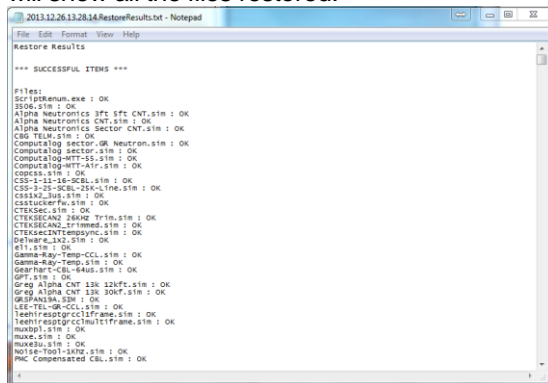 will show all the files restored.
2013.12.26.13.28.14.RestoreResults.txt - Notepad
File Edit Format View Help
Restore Results
*** SUCCESSFUL ITEMS ***
Files:
ScriptRenum.exe : OK
3506.sim : OK
Alpha Neutronics 3ft 5ft CNT.sim : OK
Alpha Neutronics CNT.sim : OK
Alpha Neutronics Sector CNT.sim : OK
CBG TELM.sim : OK
Computalog sector.GR Neutron.sim : OK
Computalog sector.sim : OK
Computalog-MTT-55.sim : OK
Computalog-MTT-Air.sim : OK
copcss.sim : OK
CSS-1-11-16-SCBL.sim : OK
CSS-3-25-SCBL-25K-Line.sim : OK
css1x2_3us.sim : OK
csstuckerfw.sim : OK
CTEKSec.sim : OK
CTEKSECAN2 26KHz Trim.sim : OK
CTEKSECAN2_trimmed.sim : OK
CTEKsecINTtempsync.sim : OK
Delware_1x2.Sim : OK
eli.sim : OK
Gamma-Ray-Temp-CCL.sim : OK
Gamma-Ray-Temp.sim : OK
Gearhart-CBL-64us.sim : OK
GPT.sim : OK
Greg Alpha CNT 13k 12kft.sim : OK
Greg Alpha CNT 13k 30kf.sim : OK
GRSPAN19A.SIM : OK
LEE-TEL-GR-CCL.sim : OK
leehiresptgrccl1frame.sim : OK
leehiresptgrcclmultiframe.sim : OK
muxbpl.sim : OK
muxe.sim : OK
muxe3u.sim : OK
Noise-Tool-1Khz.sim : OK
PMC Compensated CBL.sim : OK